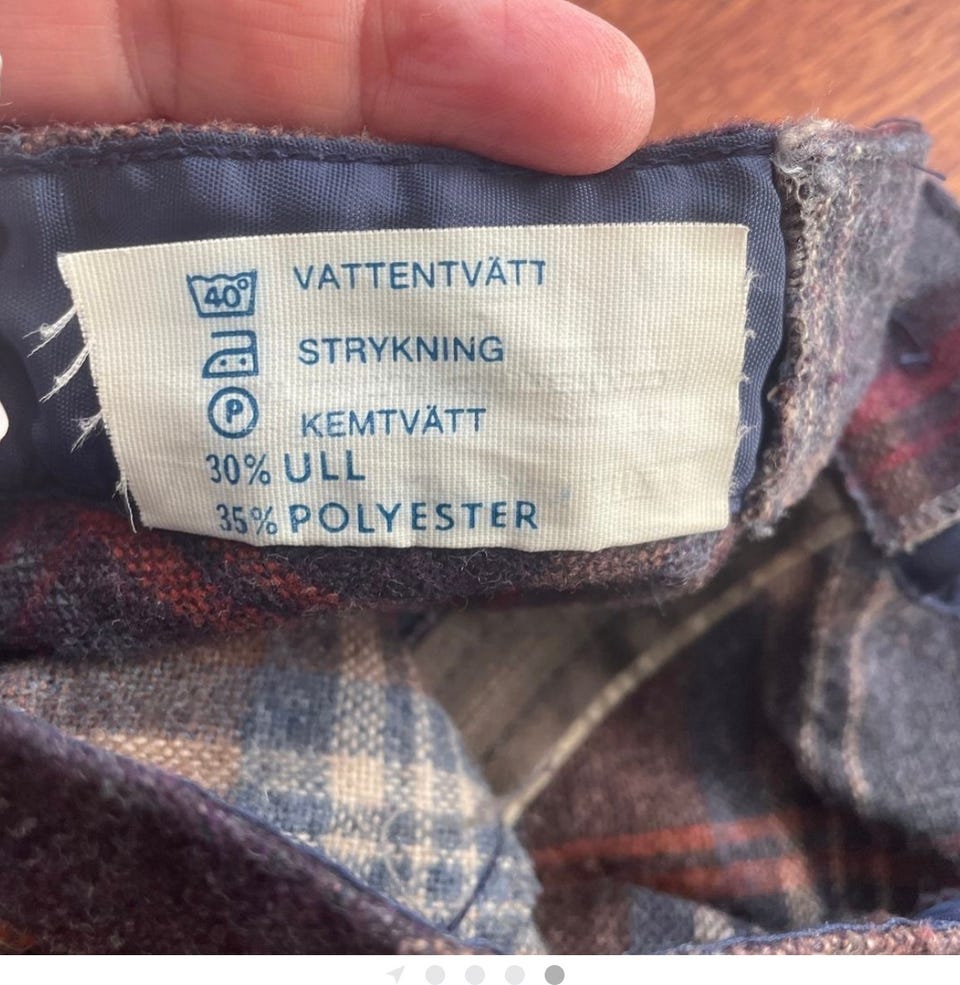 40° VATTENTVÄTT
STRYKNING
P KEMTVÄTT
30% ULL
35% POLYESTER